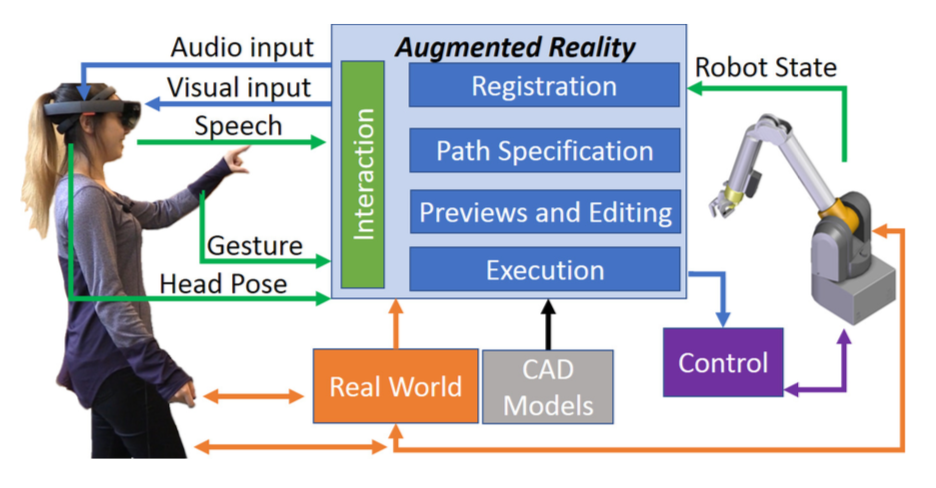 Audio input
Visual input
Speech
Gesture
Head Pose
Augmented Reality
Interaction
Registration
Path Specification
Previews and Editing
Execution
Robot State
Real World
CAD
Models
Control